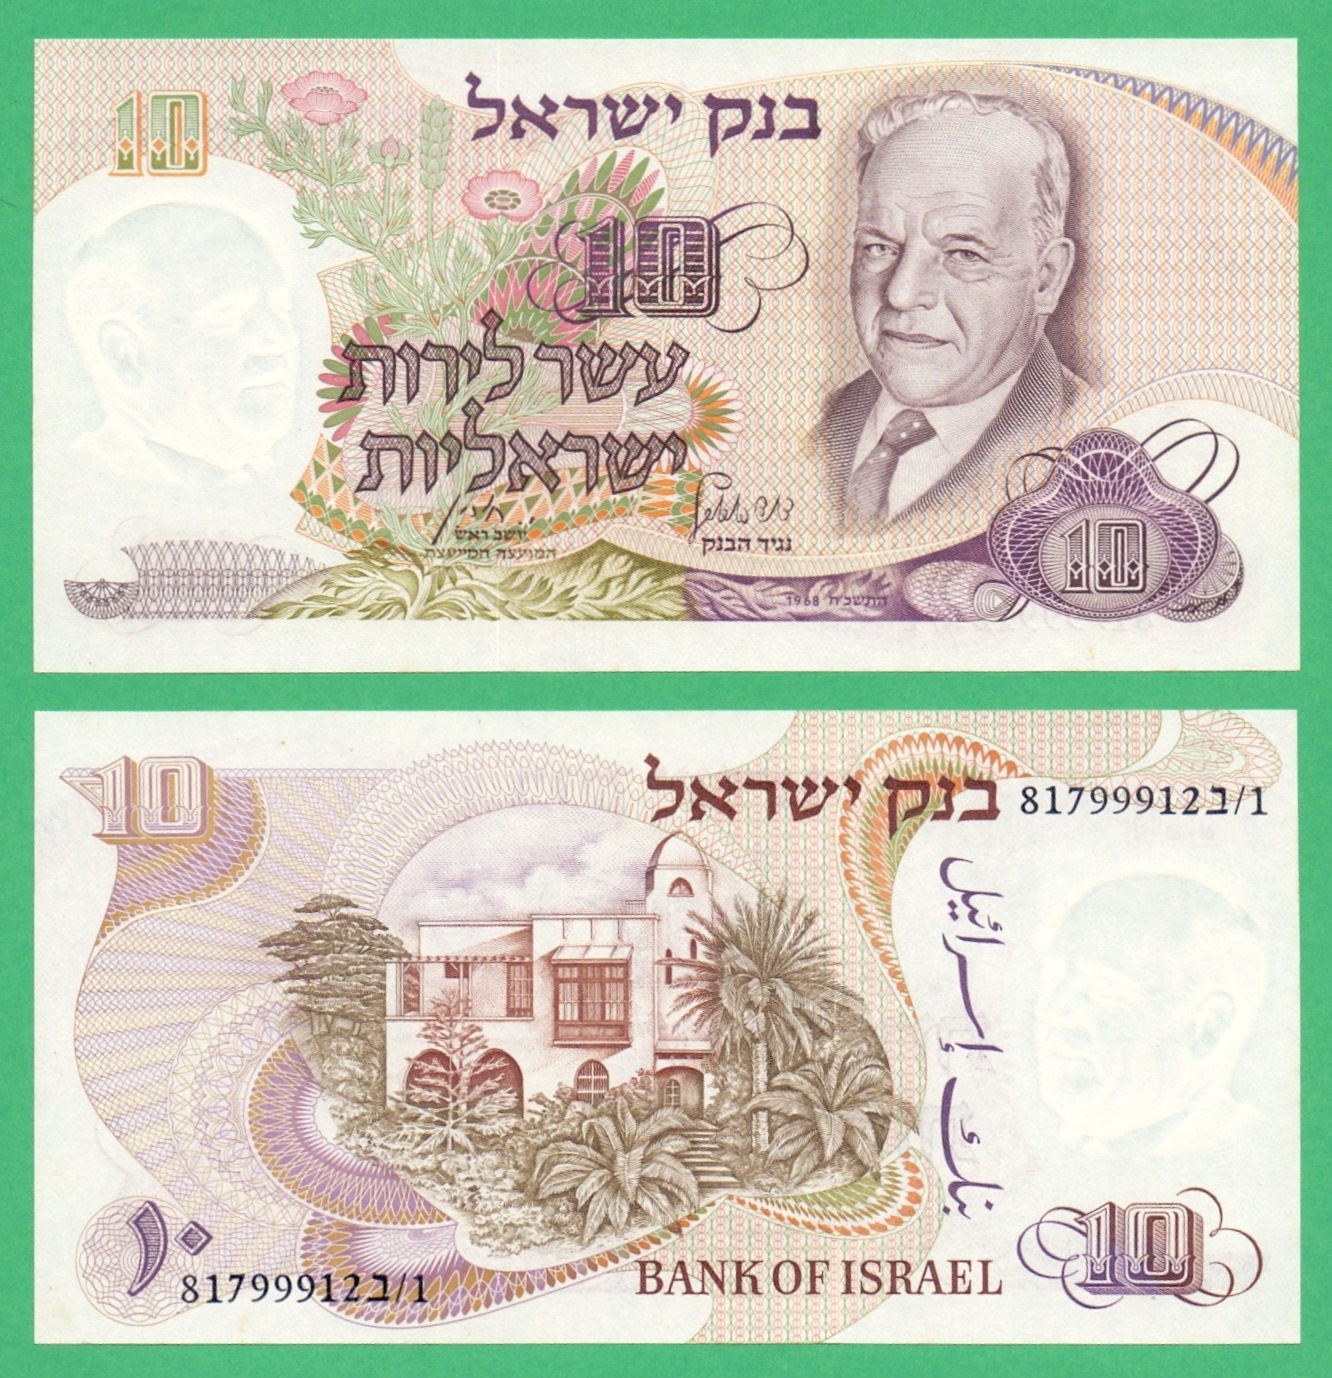 10
בנק ישראל
10
עשר לירות
ישראליות
יושב ראש
המועצה המייעצת
נגיד הבנק
10
התשכ"ח 1968
10
בנק ישראל
81799912ב/1
بنك إسرائيل
١٠
81799912ב/1
BANK OF ISRAEL
10